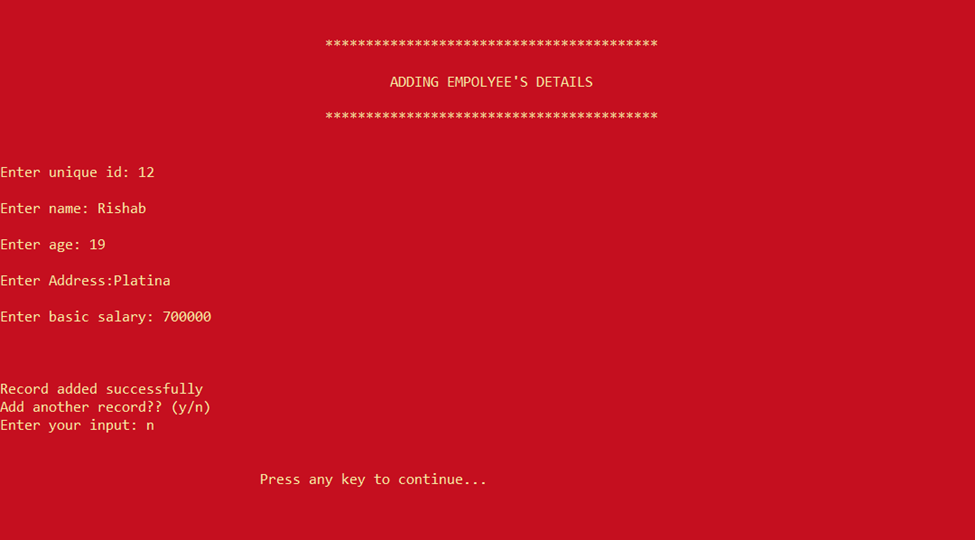 *****************************************
ADDING EMPOLYEE'S DETAILS
*****************************************
Enter unique id: 12
Enter name: Rishab
Enter age: 19
Enter Address:Platina
Enter basic salary: 700000
Record added successfully
Add another record?? (y/n)
Enter your input: n
Press any key to continue...